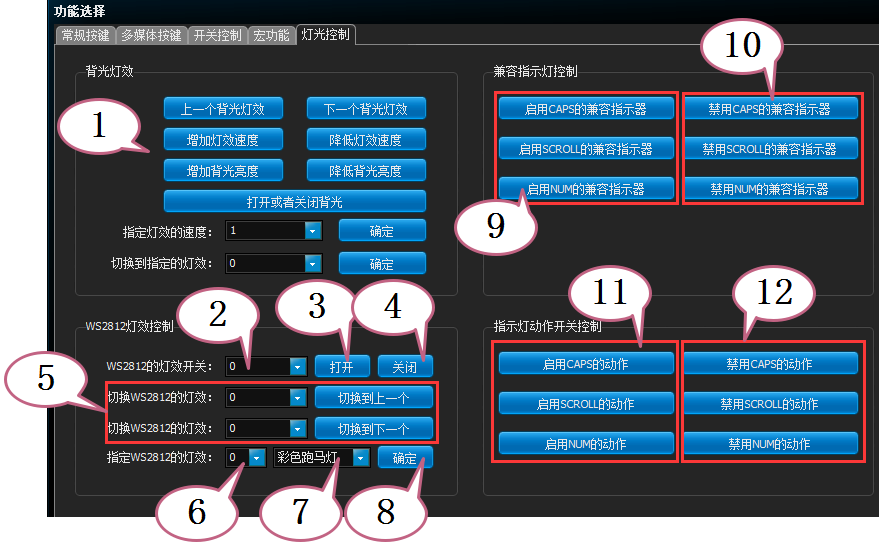 功能选择
常规按键 多媒体按键 开关控制 宏功能 灯光控制
背光灯效
上一个背光灯效 下一个背光灯效
增加灯效速度 降低灯效速度
增加背光亮度 降低背光亮度
打开或者关闭背光
指定灯效的速度： 1 确定
切换到指定的灯效： 0 确定
1
兼容指示灯控制
启用CAPS的兼容指示器 禁用CAPS的兼容指示器
启用SCROLL的兼容指示器 禁用SCROLL的兼容指示器
启用NUM的兼容指示器 禁用NUM的兼容指示器
9
10
WS2812灯效控制
WS2812的灯效开关： 0 打开 关闭
切换WS2812的灯效： 0 切换到上一个
切换WS2812的灯效： 0 切换到下一个
指定WS2812的灯效： 0 彩色跑马灯 确定
2
3
4
5
6
7
8
指示灯动作开关控制
启用CAPS的动作 禁用CAPS的动作
启用SCROLL的动作 禁用SCROLL的动作
启用NUM的动作 禁用NUM的动作
11
12